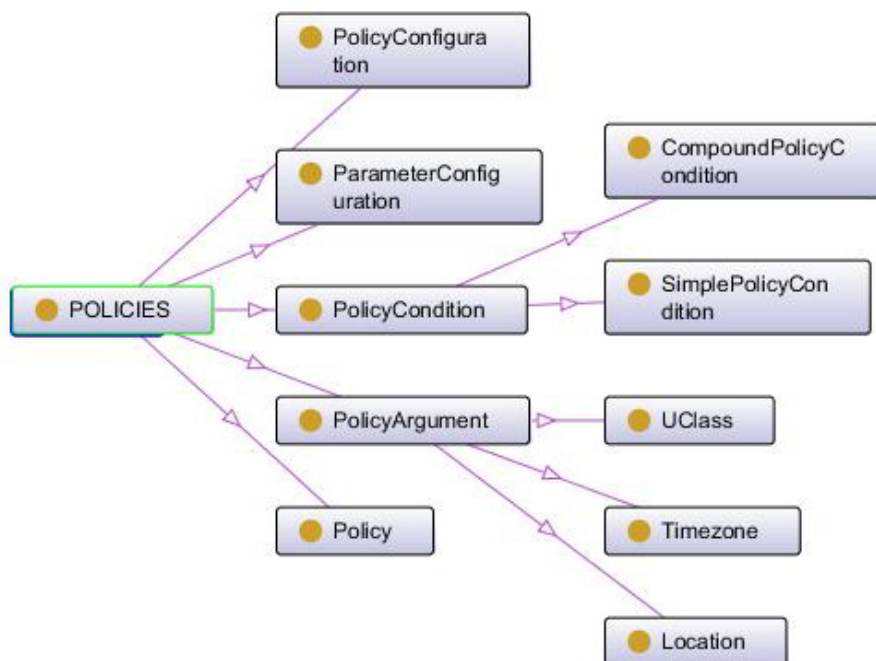 PolicyConfigura
tion
ParameterConfig
uration
CompoundPolicyC
ondition
POLICIES
PolicyCondition
SimplePolicyCon
dition
PolicyArgument
UClass
Policy
Timezone
Location